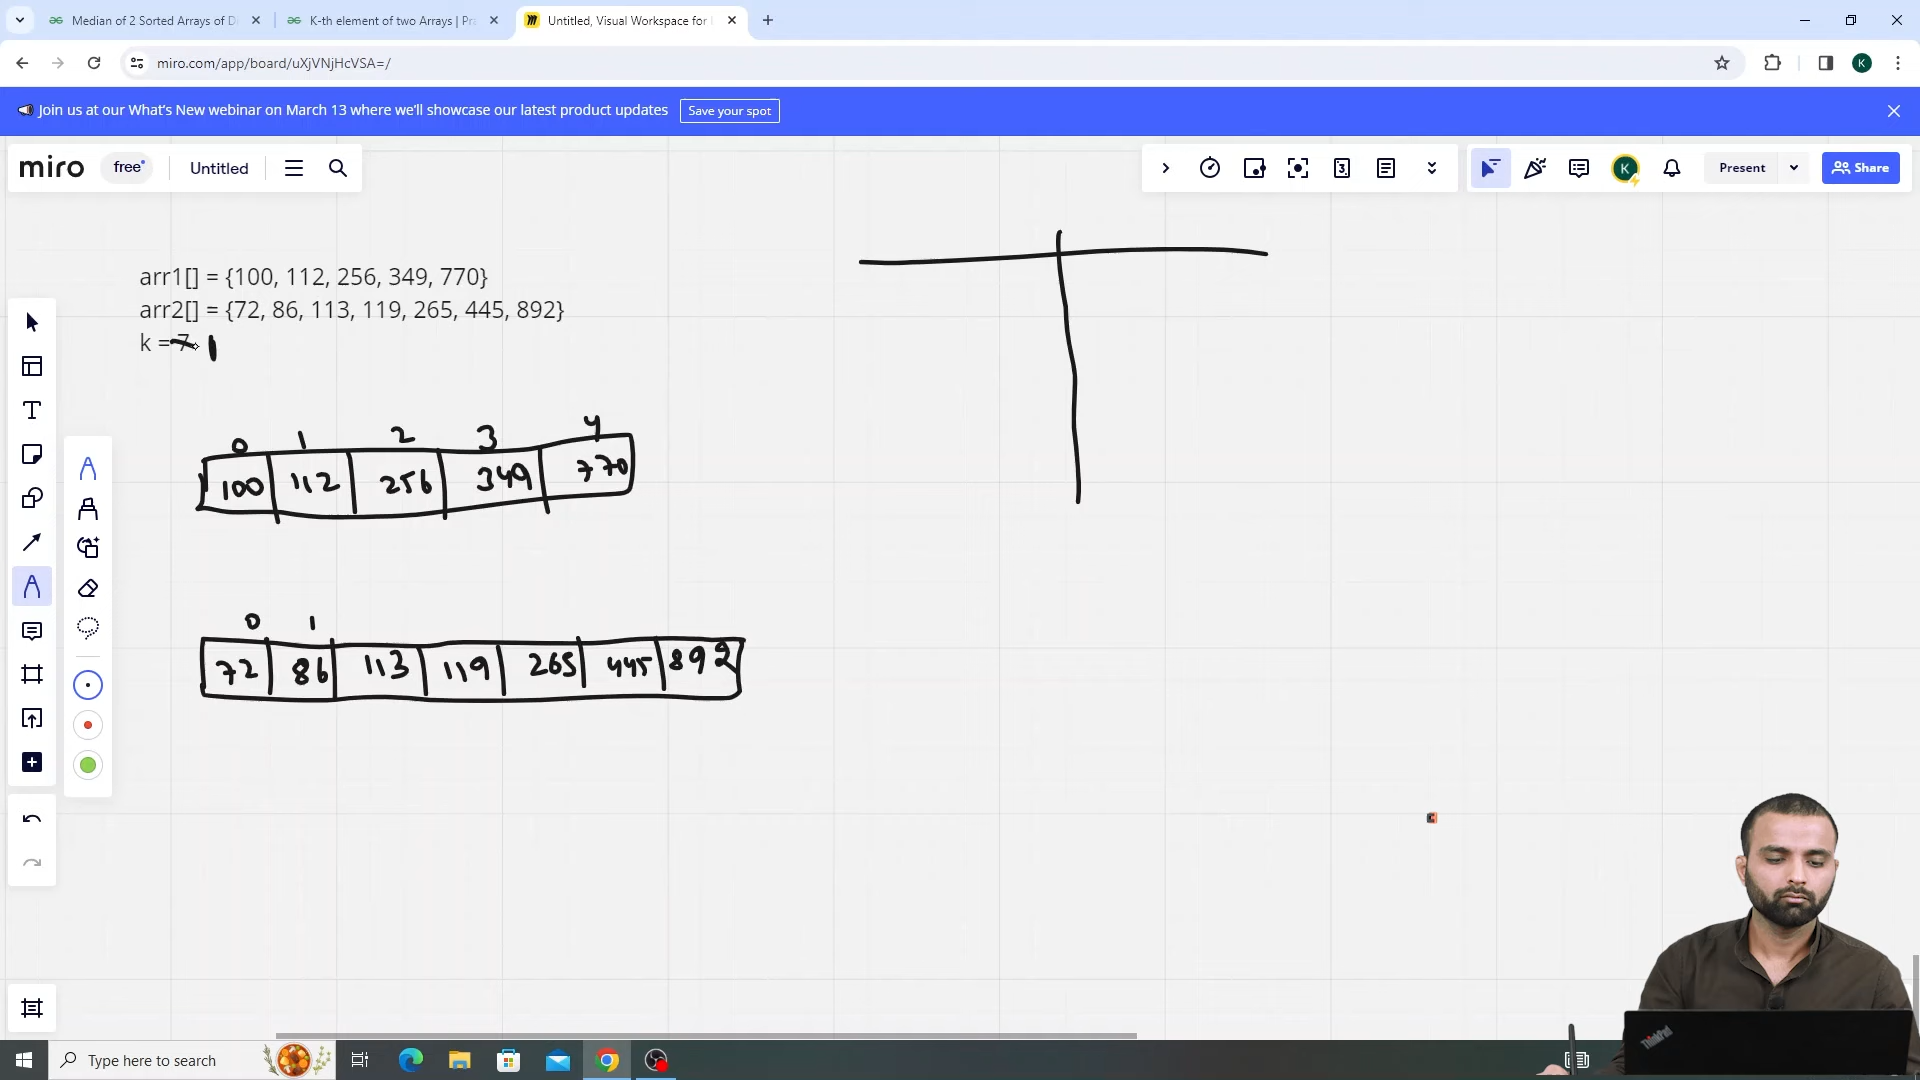 Median of 2 Sorted Arrays of D
K-th element of two Arrays | Pra
Untitled, Visual Workspace for
miro.com/app/board/uXjVNjHcVSA=/
K
Join us at our What's New webinar on March 13 where we'll showcase our latest product updates
Save your spot
miro
free
Untitled
K
Present
Share
arr1[] = {100, 112, 256, 349, 770}
arr2[] = {72, 86, 113, 119, 265, 445, 892}
k = 7 1
0 1 2 3 4
100 112 256 349 770
0 1
72 86 113 119 265 445 892
Type here to search
ThinkPad